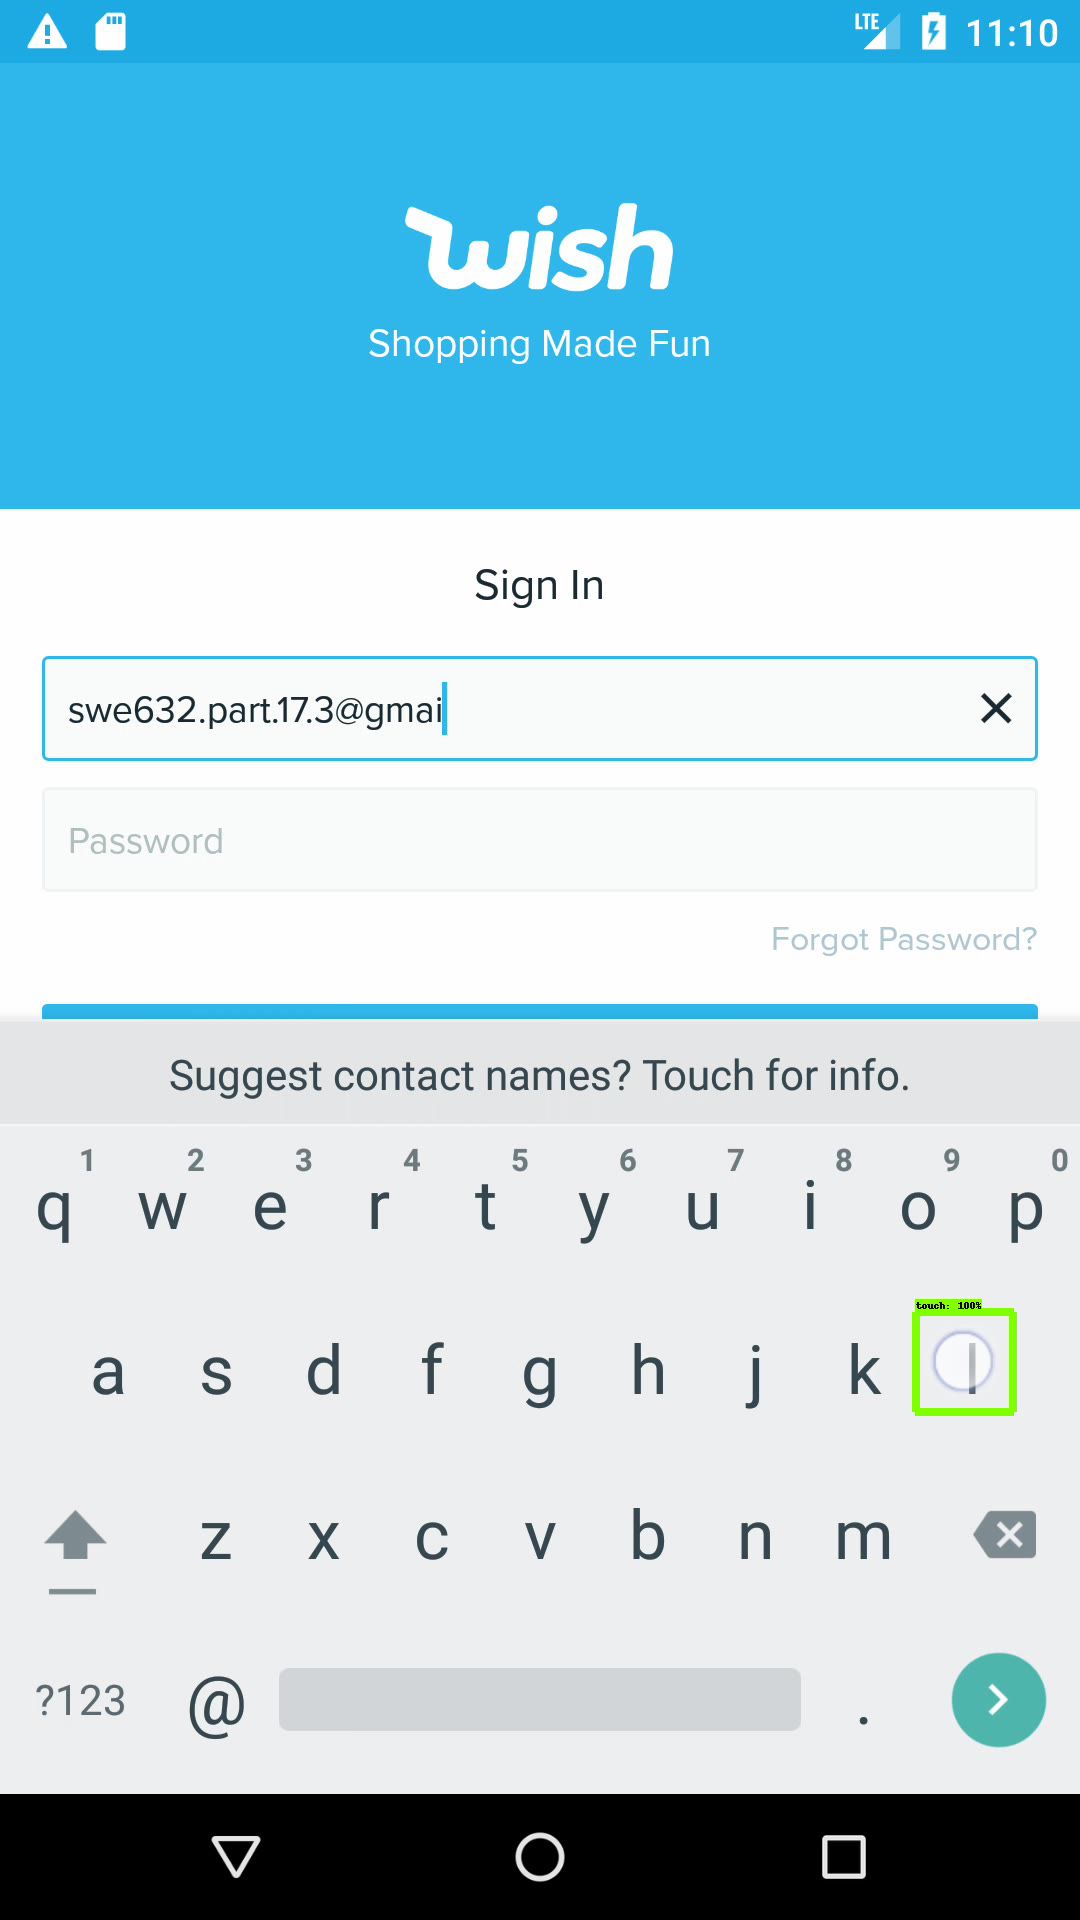 LTE 11:10
wish
Shopping Made Fun
Sign In
swe632.part.17.3@gmai
Password
Forgot Password?
Suggest contact names? Touch for info.
1 2 3 4 5 6 7 8 9 0
q w e r t y u i o p
touch: 100%
a s d f g h j k l
z x c v b n m
?123 @ .